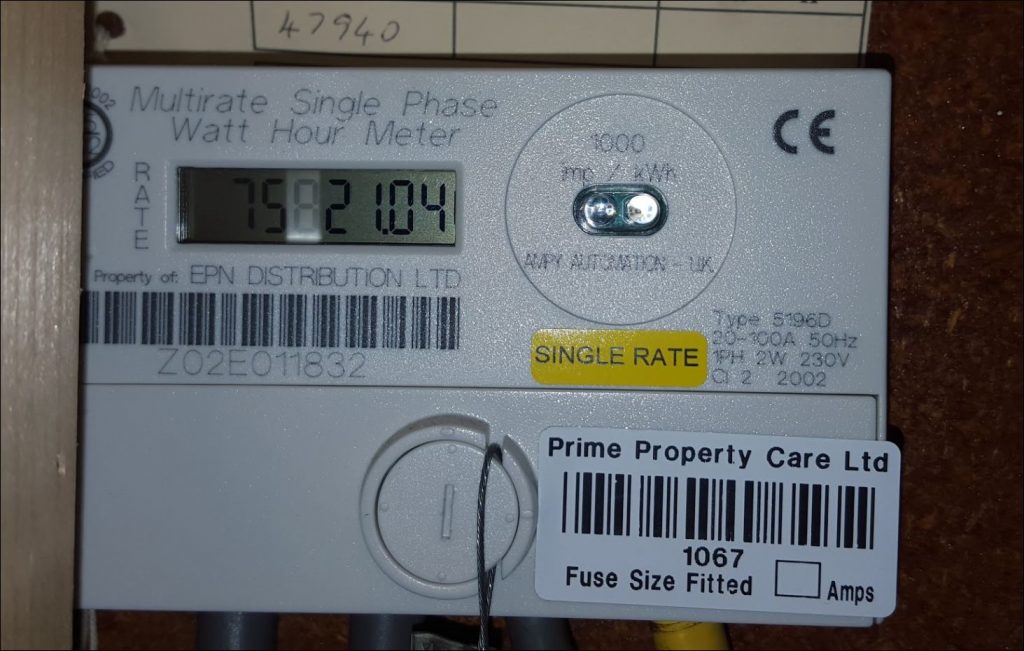 47940
Multirate Single Phase
Watt Hour Meter
RATE
21.04
1000
imp / kWh
AMPY AUTOMATION - U.K.
CE
Property of: EPN DISTRIBUTION LTD
Z02E011832
SINGLE RATE
Type 5196D
20-100A 50Hz
1PH 2W 230V
Cl 2 2002
Prime Property Care Ltd
1067
Fuse Size Fitted Amps